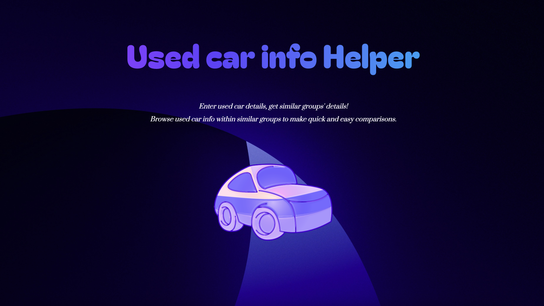 Used car info Helper
Enter used car details, get similar groups' details!
Browse used car info within similar groups to make quick and easy comparisons.